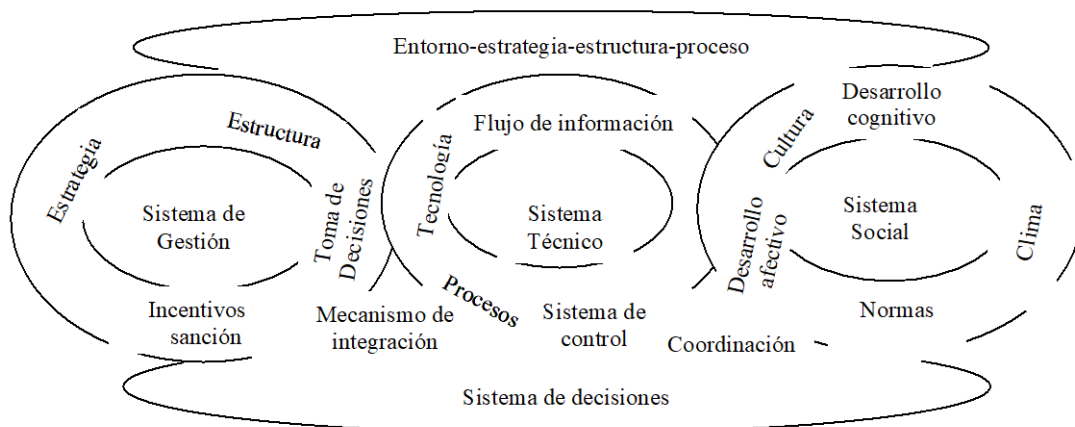 Entorno-estrategia-estructura-proceso
Estrategia
Estructura
Sistema de
Gestión
Toma de
Decisiones
Incentivos
sanción
Mecanismo de
integración
Tecnología
Flujo de información
Sistema
Técnico
Procesos
Sistema de
control
Coordinación
Cultura
Desarrollo
cognitivo
Desarrollo
afectivo
Sistema
Social
Clima
Normas
Sistema de decisiones